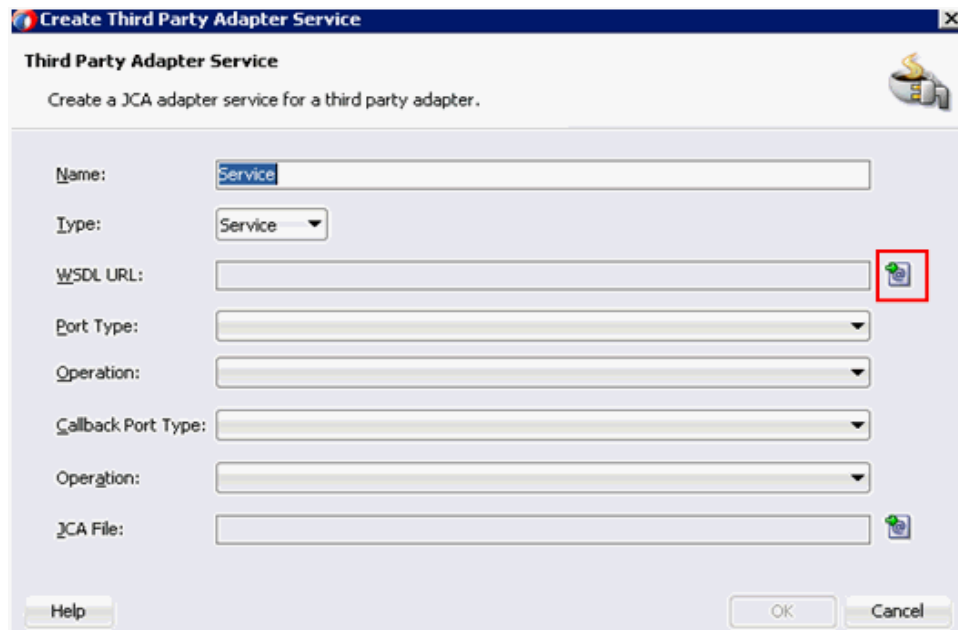 Create Third Party Adapter Service
Third Party Adapter Service
Create a JCA adapter service for a third party adapter.
Name: Service
Type: Service
WSDL URL:
Port Type:
Operation:
Callback Port Type:
Operation:
JCA File:
Help OK Cancel